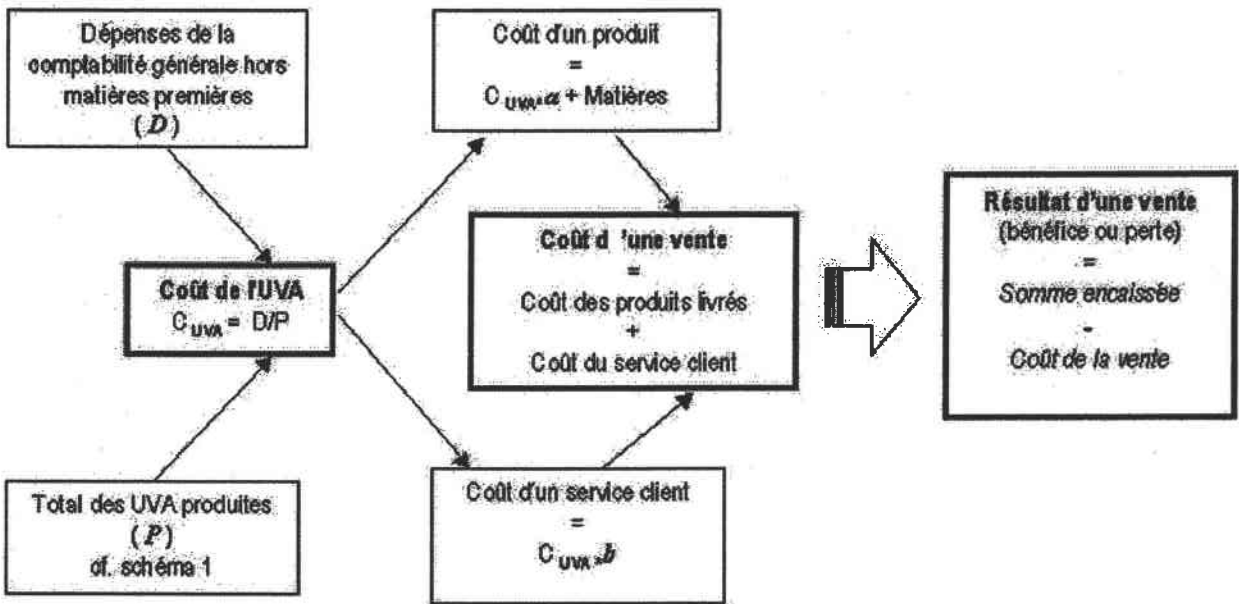 Dépenses de la
comptabilité générale hors
matières premières
(D)
Coût d'un produit
=
C UVA* a + Matières
Coût de l'UVA
C UVA = D/P
Coût d 'une vente
=
Coût des produits livrés
+
Coût du service client
Résultat d'une vente
(bénéfice ou perte)
=
Somme encaissée
-
Coût de la vente
Total des UVA produites
(P)
cf. schéma 1
Coût d'un service client
=
C UVA * b